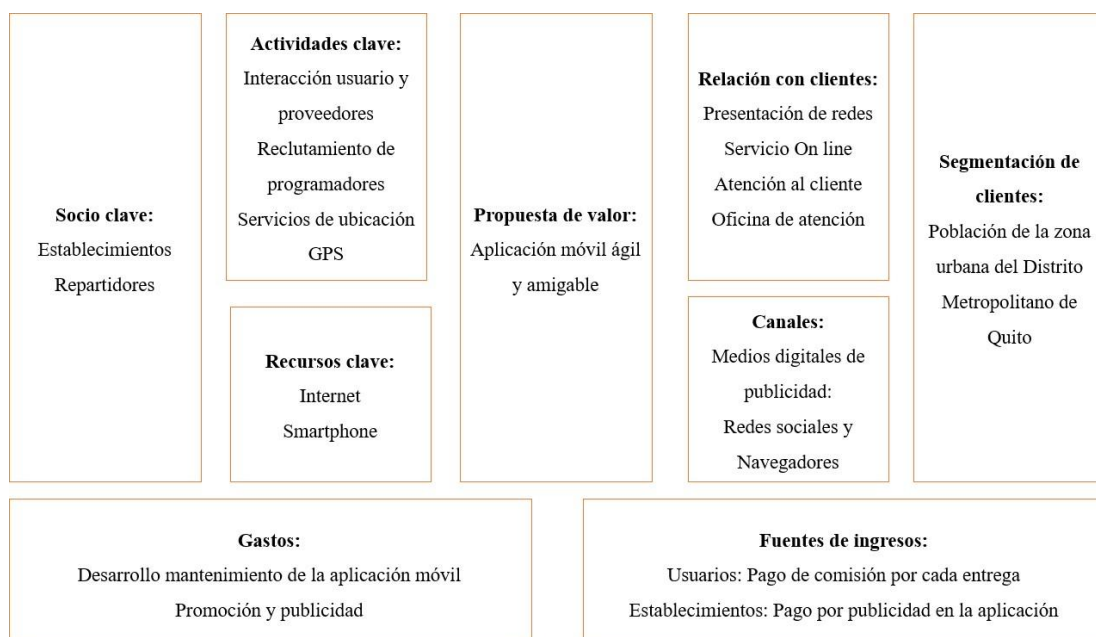 Socio clave:
Establecimientos
Repartidores
Actividades clave:
Interacción usuario y
proveedores
Reclutamiento de
programadores
Servicios de ubicación
GPS
Recursos clave:
Internet
Smartphone
Propuesta de valor:
Aplicación móvil ágil
y amigable
Relación con clientes:
Presentación de redes
Servicio On line
Atención al cliente
Oficina de atención
Canales:
Medios digitales de
publicidad:
Redes sociales y
Navegadores
Segmentación de
clientes:
Población de la zona
urbana del Distrito
Metropolitano de
Quito
Gastos:
Desarrollo mantenimiento de la aplicación móvil
Promoción y publicidad
Fuentes de ingresos:
Usuarios: Pago de comisión por cada entrega
Establecimientos: Pago por publicidad en la aplicación